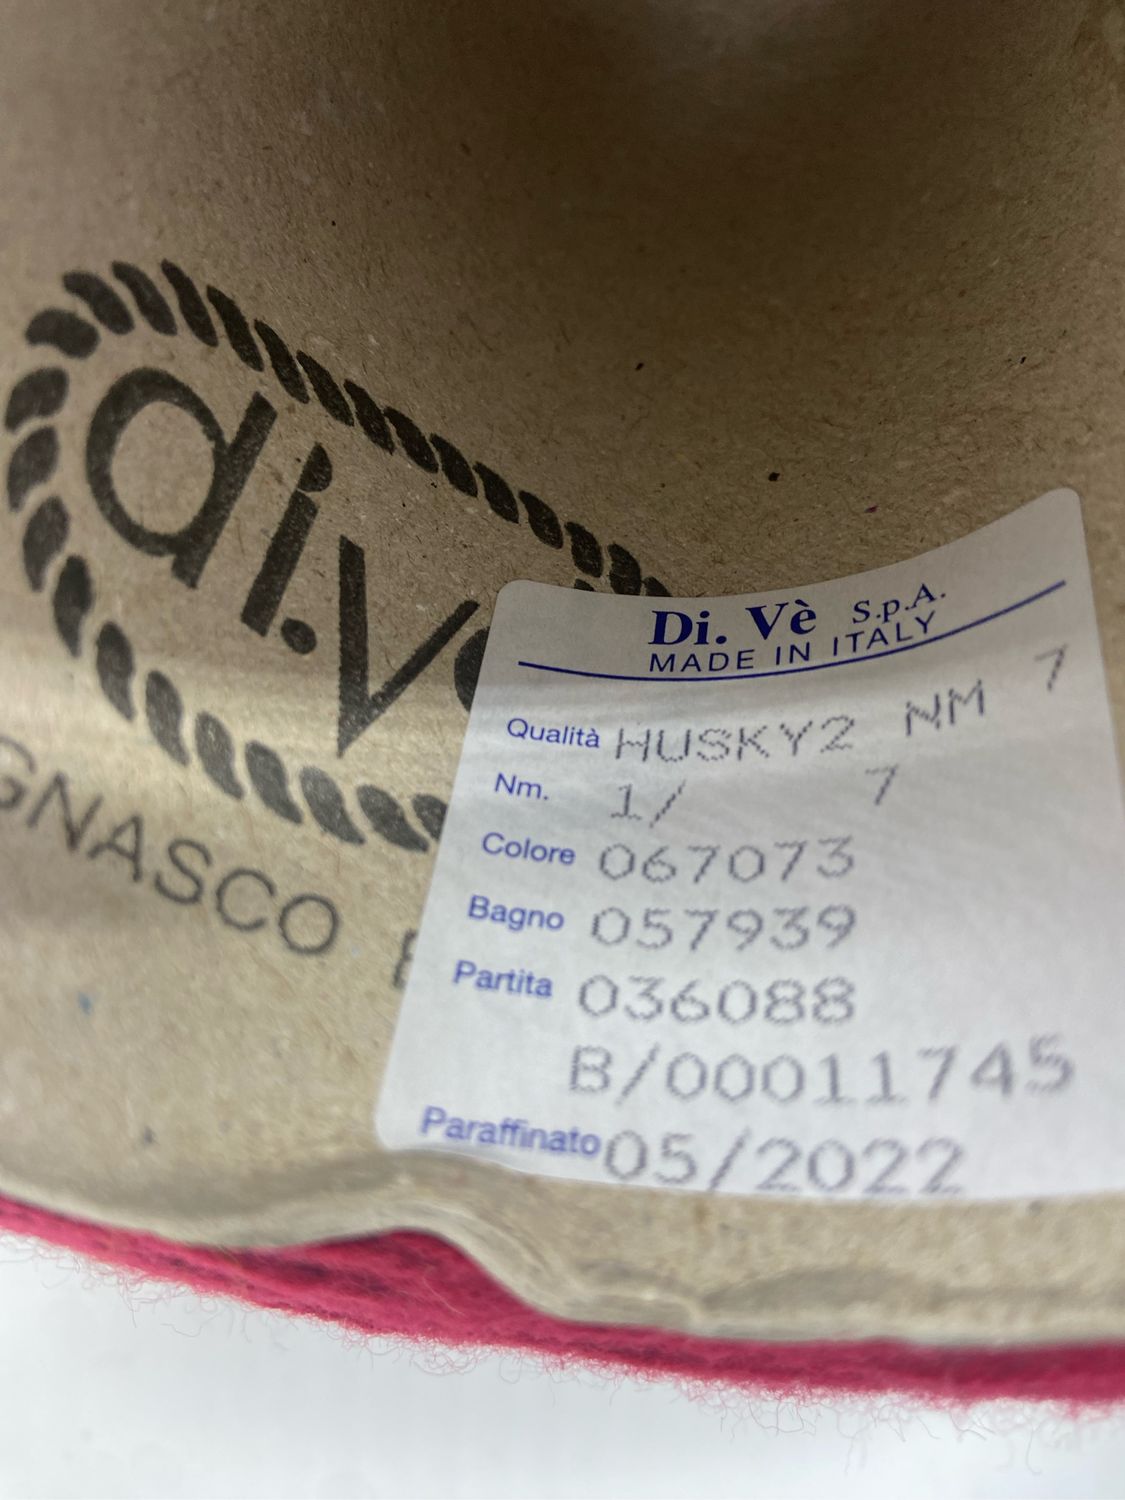 di.vè
GNASCO
Di. Vè S.p.A.
MADE IN ITALY
Qualità HUSKY2 NM 7
Nm. 1/ 7
Colore 067073
Bagno 057939
Partita 036088
B/00011745
Paraffinato 05/2022